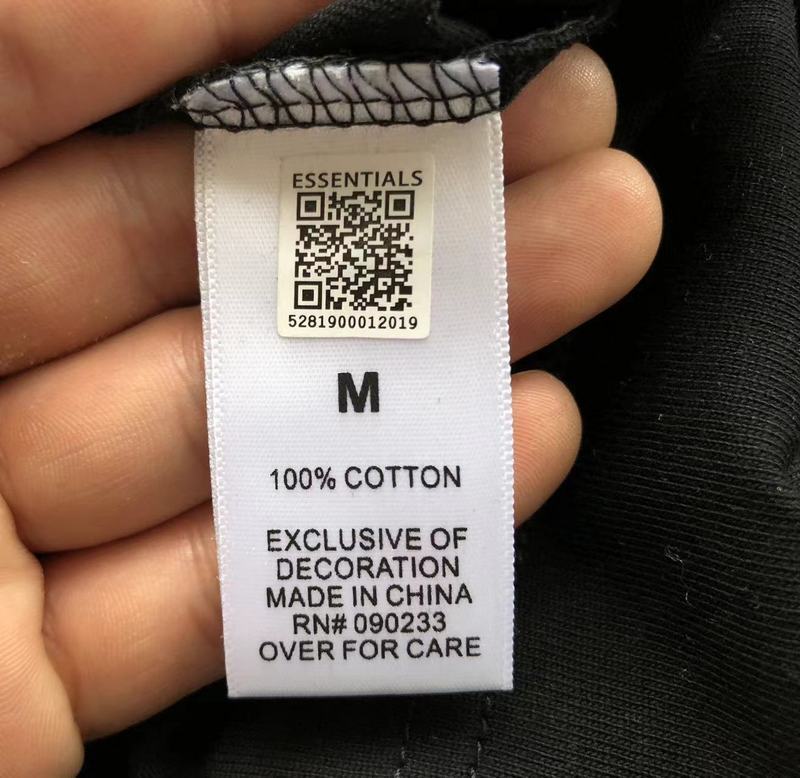 ESSENTIALS
5281900012019
M
100% COTTON
EXCLUSIVE OF
DECORATION
MADE IN CHINA
RN# 090233
OVER FOR CARE